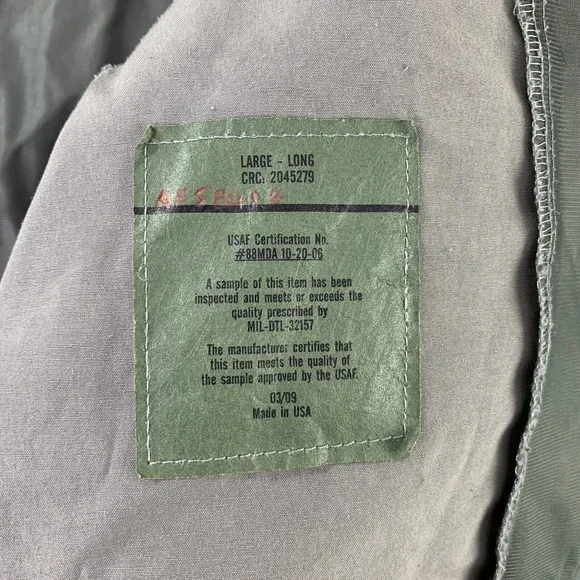 LARGE - LONG
CRC: 2045279
USAF Certification No.
#88MDA 10-20-06
A sample of this item has been
inspected and meets or exceeds the
quality prescribed by
MIL-DTL-32157
The manufacturer certifies that
this item meets the quality of
the sample approved by the USAF.
03/09
Made in USA